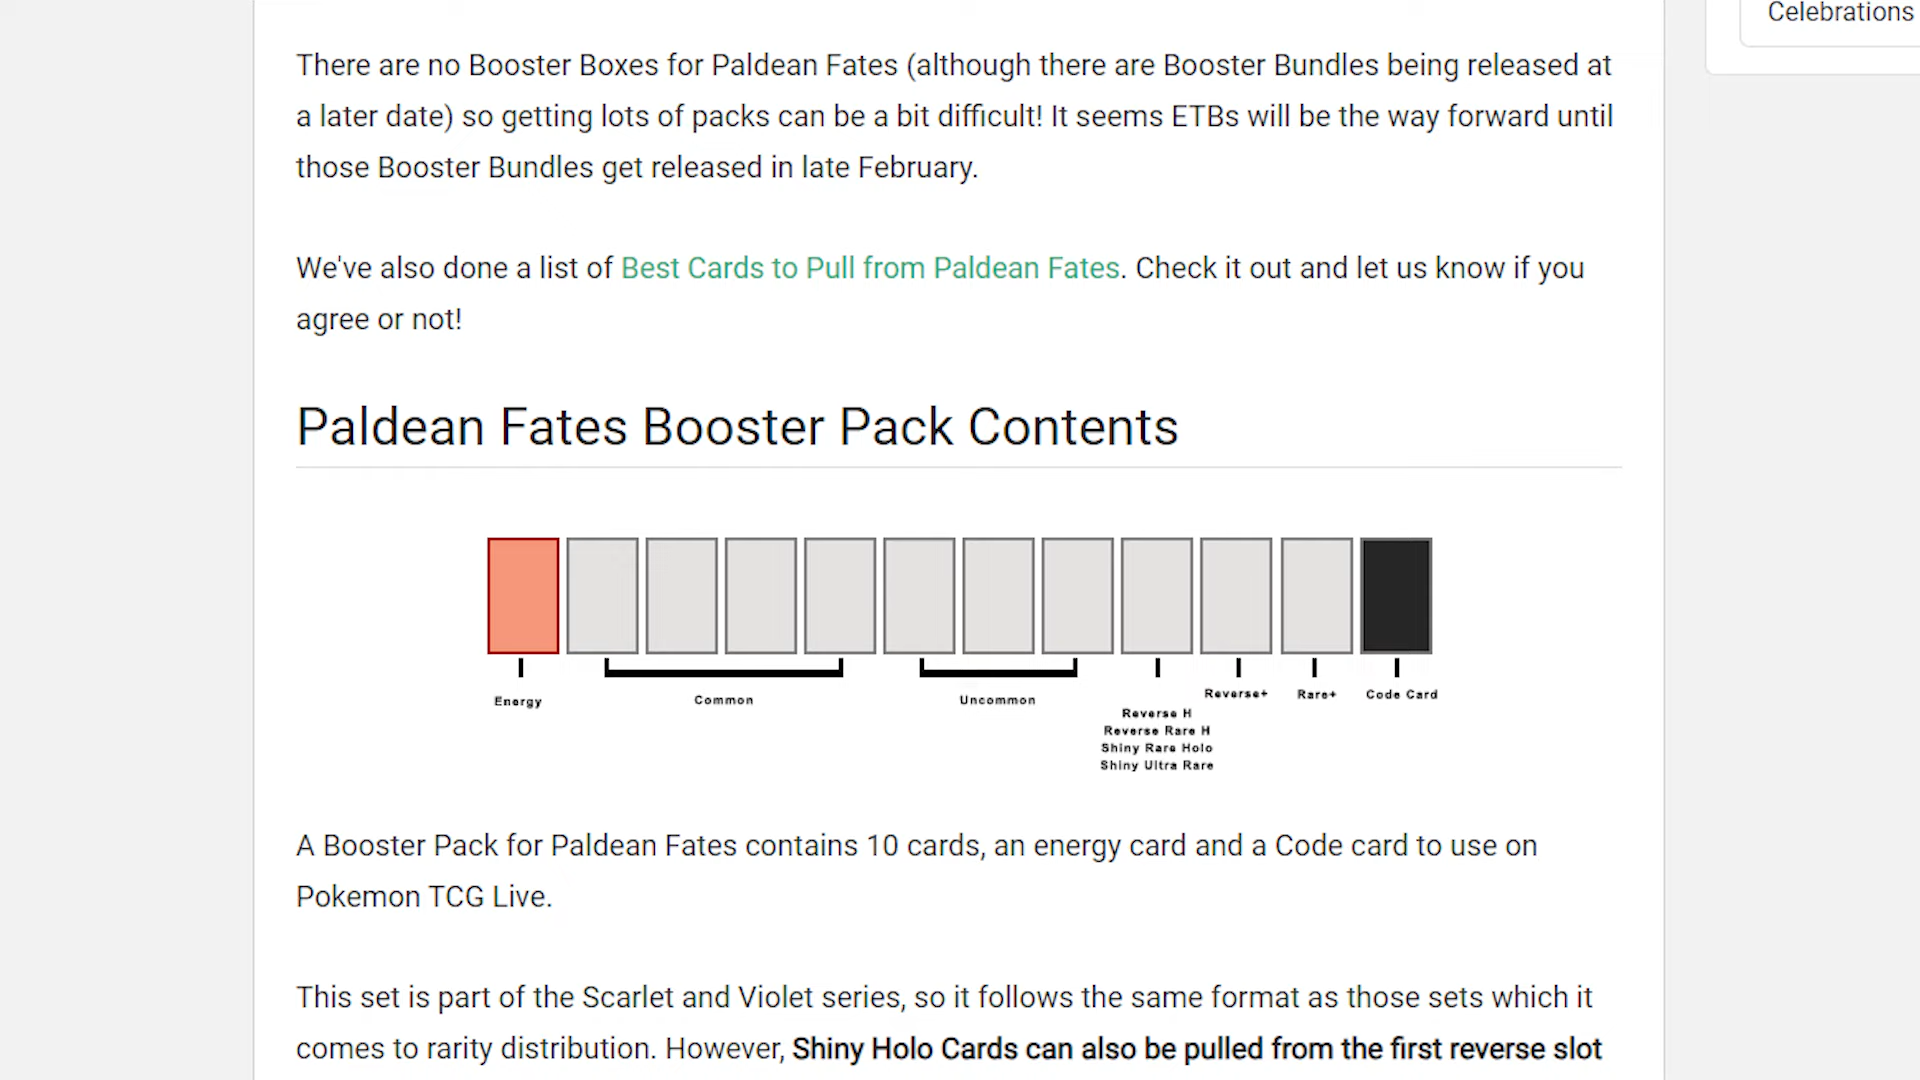 Celebrations
There are no Booster Boxes for Paldean Fates (although there are Booster Bundles being released at
a later date) so getting lots of packs can be a bit difficult! It seems ETBs will be the way forward until
those Booster Bundles get released in late February.
We've also done a list of Best Cards to Pull from Paldean Fates. Check it out and let us know if you
agree or not!
Paldean Fates Booster Pack Contents
Energy
Common
Uncommon
Reverse H
Reverse Rare H
Shiny Rare Holo
Shiny Ultra Rare
Reverse+
Rare+
Code Card
A Booster Pack for Paldean Fates contains 10 cards, an energy card and a Code card to use on
Pokemon TCG Live.
This set is part of the Scarlet and Violet series, so it follows the same format as those sets which it
comes to rarity distribution. However, Shiny Holo Cards can also be pulled from the first reverse slot